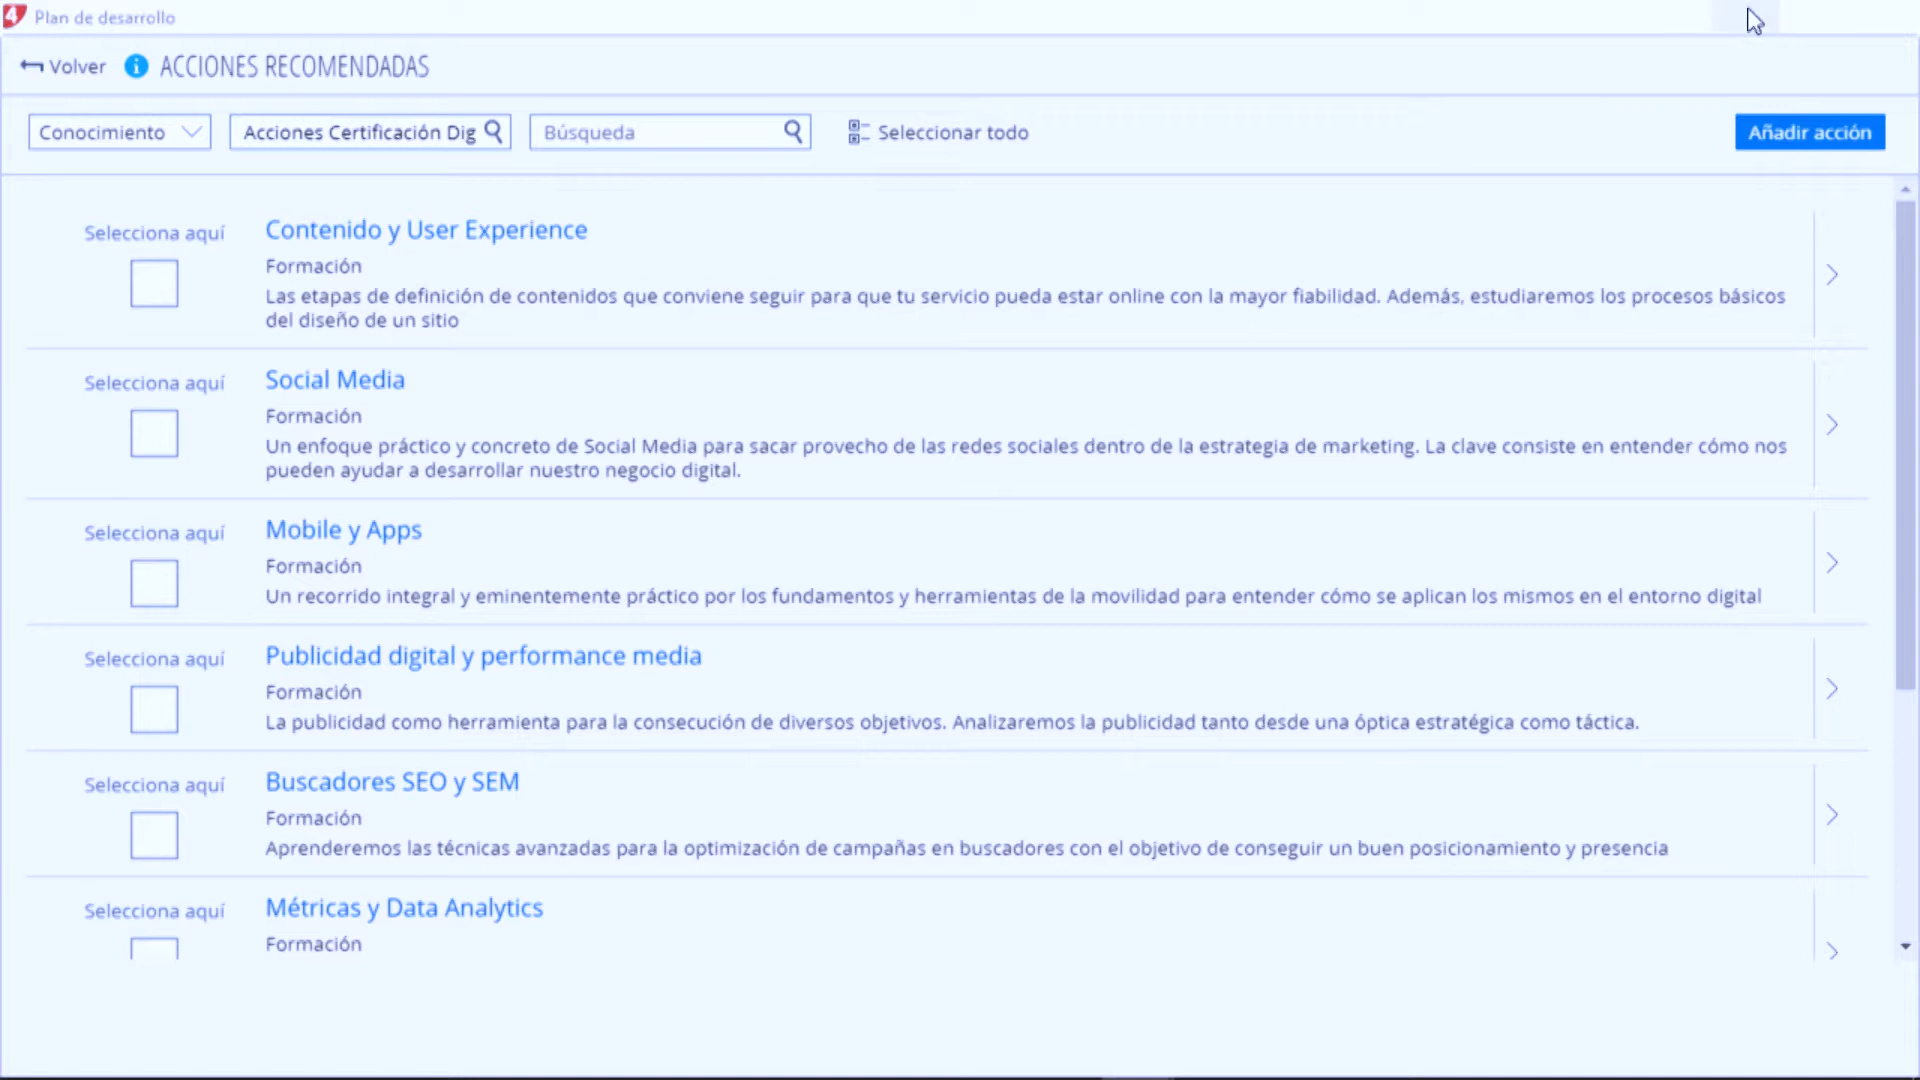 Plan de desarrollo
Volver
ACCIONES RECOMENDADAS
Conocimiento
Acciones Certificación Dig
Búsqueda
Seleccionar todo
Añadir acción
Selecciona aquí
Contenido y User Experience
Formación
Las etapas de definición de contenidos que conviene seguir para que tu servicio pueda estar online con la mayor fiabilidad. Además, estudiaremos los procesos básicos
del diseño de un sitio
Selecciona aquí
Social Media
Formación
Un enfoque práctico y concreto de Social Media para sacar provecho de las redes sociales dentro de la estrategia de marketing. La clave consiste en entender cómo nos
pueden ayudar a desarrollar nuestro negocio digital.
Selecciona aquí
Mobile y Apps
Formación
Un recorrido integral y eminentemente práctico por los fundamentos y herramientas de la movilidad para entender cómo se aplican los mismos en el entorno digital
Selecciona aquí
Publicidad digital y performance media
Formación
La publicidad como herramienta para la consecución de diversos objetivos. Analizaremos la publicidad tanto desde una óptica estratégica como táctica.
Selecciona aquí
Buscadores SEO y SEM
Formación
Aprenderemos las técnicas avanzadas para la optimización de campañas en buscadores con el objetivo de conseguir un buen posicionamiento y presencia
Selecciona aquí
Métricas y Data Analytics
Formación